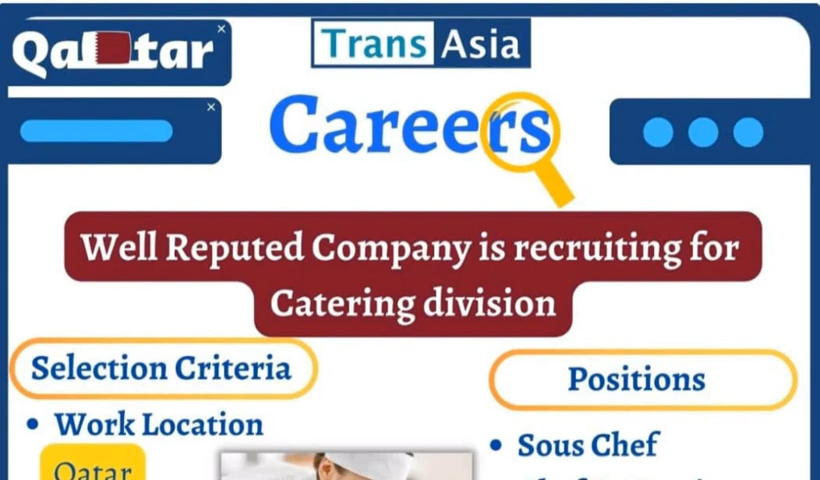 Qatar
Trans Asia
Careers
Well Reputed Company is recruiting for
Catering division
Selection Criteria
Positions
• Work Location
Qatar
• Sous Chef